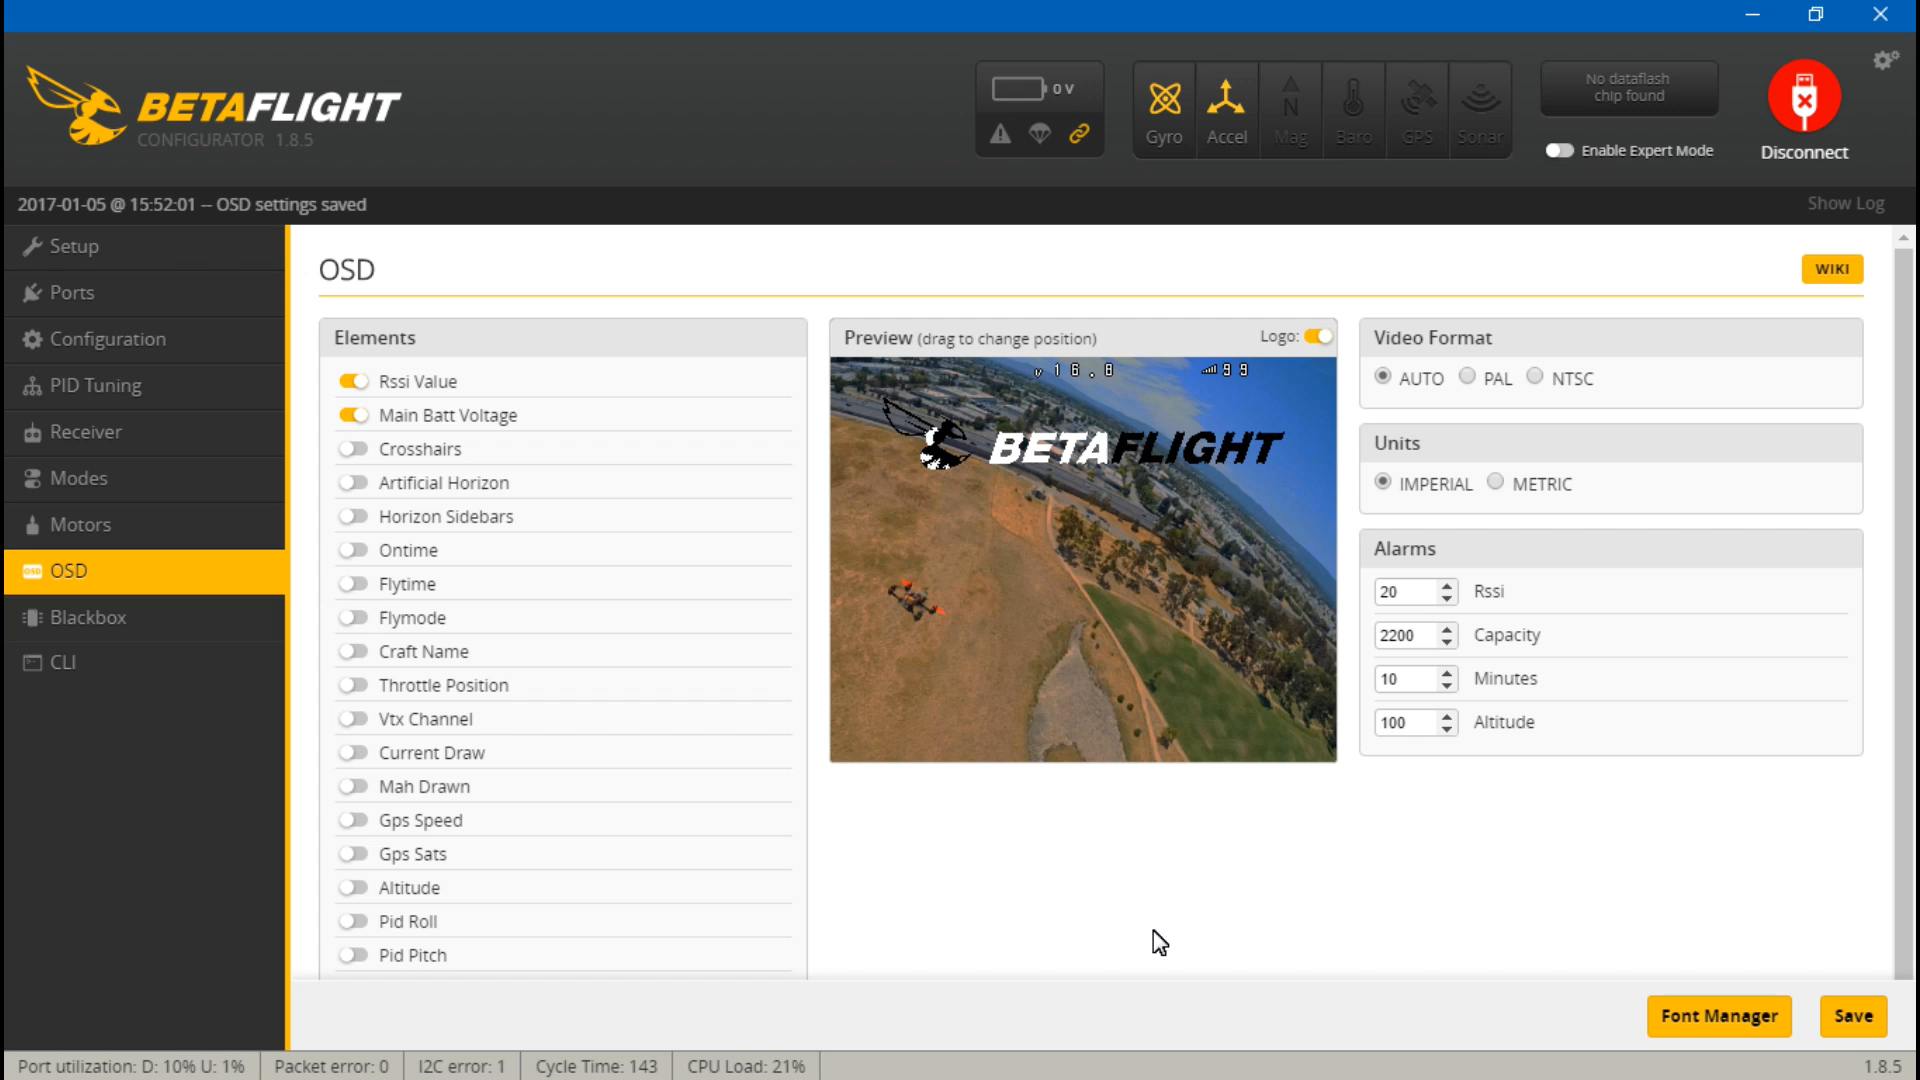 BETAFLIGHT
CONFIGURATOR 1.8.5
0 V
Gyro
Accel
Mag
Baro
GPS
Sonar
No dataflash
chip found
Enable Expert Mode
Disconnect
2017-01-05 @ 15:52:01 -- OSD settings saved
Show Log
Setup
Ports
Configuration
PID Tuning
Receiver
Modes
Motors
OSD OSD
Blackbox
CLI
OSD
WIKI
Elements
Rssi Value
Main Batt Voltage
Crosshairs
Artificial Horizon
Horizon Sidebars
Ontime
Flytime
Flymode
Craft Name
Throttle Position
Vtx Channel
Current Draw
Mah Drawn
Gps Speed
Gps Sats
Altitude
Pid Roll
Pid Pitch
Preview (drag to change position)
Logo:
v16.8
99
BETAFLIGHT
Video Format
AUTO PAL NTSC
Units
IMPERIAL METRIC
Alarms
20 Rssi
2200 Capacity
10 Minutes
100 Altitude
Font Manager
Save
Port utilization: D: 10% U: 1%
Packet error: 0
I2C error: 1
Cycle Time: 143
CPU Load: 21%
1.8.5